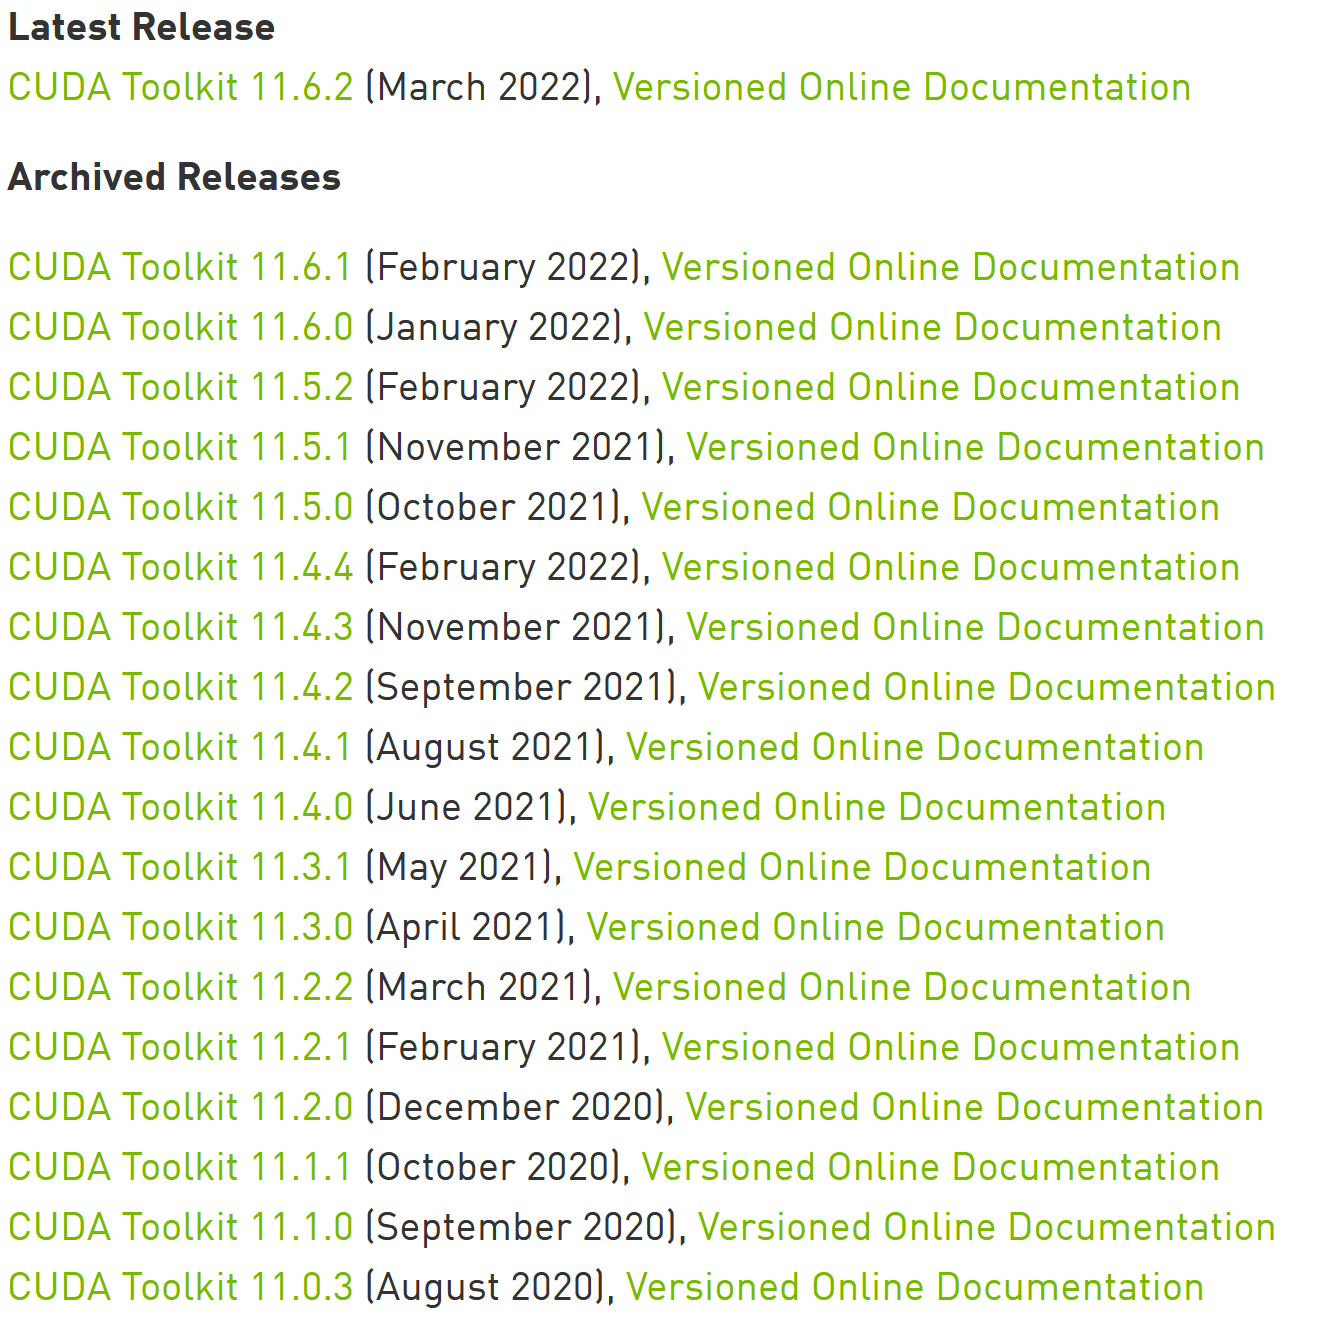 Latest Release
CUDA Toolkit 11.6.2 (March 2022), Versioned Online Documentation
Archived Releases
CUDA Toolkit 11.6.1 (February 2022), Versioned Online Documentation
CUDA Toolkit 11.6.0 (January 2022), Versioned Online Documentation
CUDA Toolkit 11.5.2 (February 2022), Versioned Online Documentation
CUDA Toolkit 11.5.1 (November 2021), Versioned Online Documentation
CUDA Toolkit 11.5.0 (October 2021), Versioned Online Documentation
CUDA Toolkit 11.4.4 (February 2022), Versioned Online Documentation
CUDA Toolkit 11.4.3 (November 2021), Versioned Online Documentation
CUDA Toolkit 11.4.2 (September 2021), Versioned Online Documentation
CUDA Toolkit 11.4.1 (August 2021), Versioned Online Documentation
CUDA Toolkit 11.4.0 (June 2021), Versioned Online Documentation
CUDA Toolkit 11.3.1 (May 2021), Versioned Online Documentation
CUDA Toolkit 11.3.0 (April 2021), Versioned Online Documentation
CUDA Toolkit 11.2.2 (March 2021), Versioned Online Documentation
CUDA Toolkit 11.2.1 (February 2021), Versioned Online Documentation
CUDA Toolkit 11.2.0 (December 2020), Versioned Online Documentation
CUDA Toolkit 11.1.1 (October 2020), Versioned Online Documentation
CUDA Toolkit 11.1.0 (September 2020), Versioned Online Documentation
CUDA Toolkit 11.0.3 (August 2020), Versioned Online Documentation